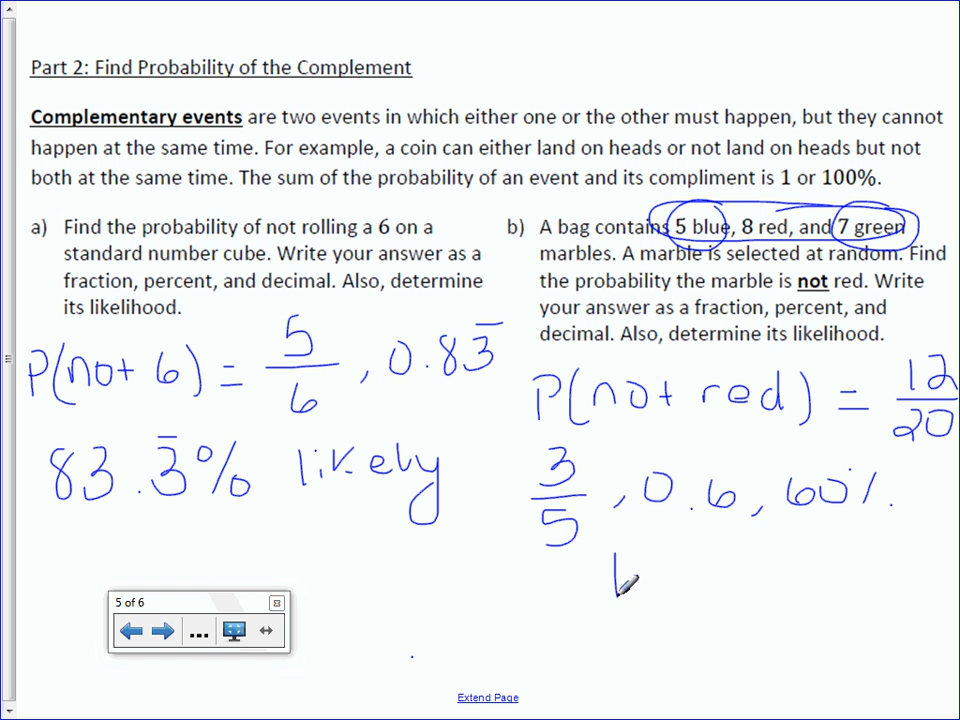 Part 2: Find Probability of the Complement
Complementary events are two events in which either one or the other must happen, but they cannot
happen at the same time. For example, a coin can either land on heads or not land on heads but not
both at the same time. The sum of the probability of an event and its compliment is 1 or 100%.
a) Find the probability of not rolling a 6 on a
standard number cube. Write your answer as a
fraction, percent, and decimal. Also, determine
its likelihood.
P(not 6) = 5/6, 0.83̅
83.3̅% likely
b) A bag contains 5 blue, 8 red, and 7 green
marbles. A marble is selected at random. Find
the probability the marble is not red. Write
your answer as a fraction, percent, and
decimal. Also, determine its likelihood.
P(not red) = 12/20
3/5, 0.6, 60%.
l
5 of 6
...
Extend Page